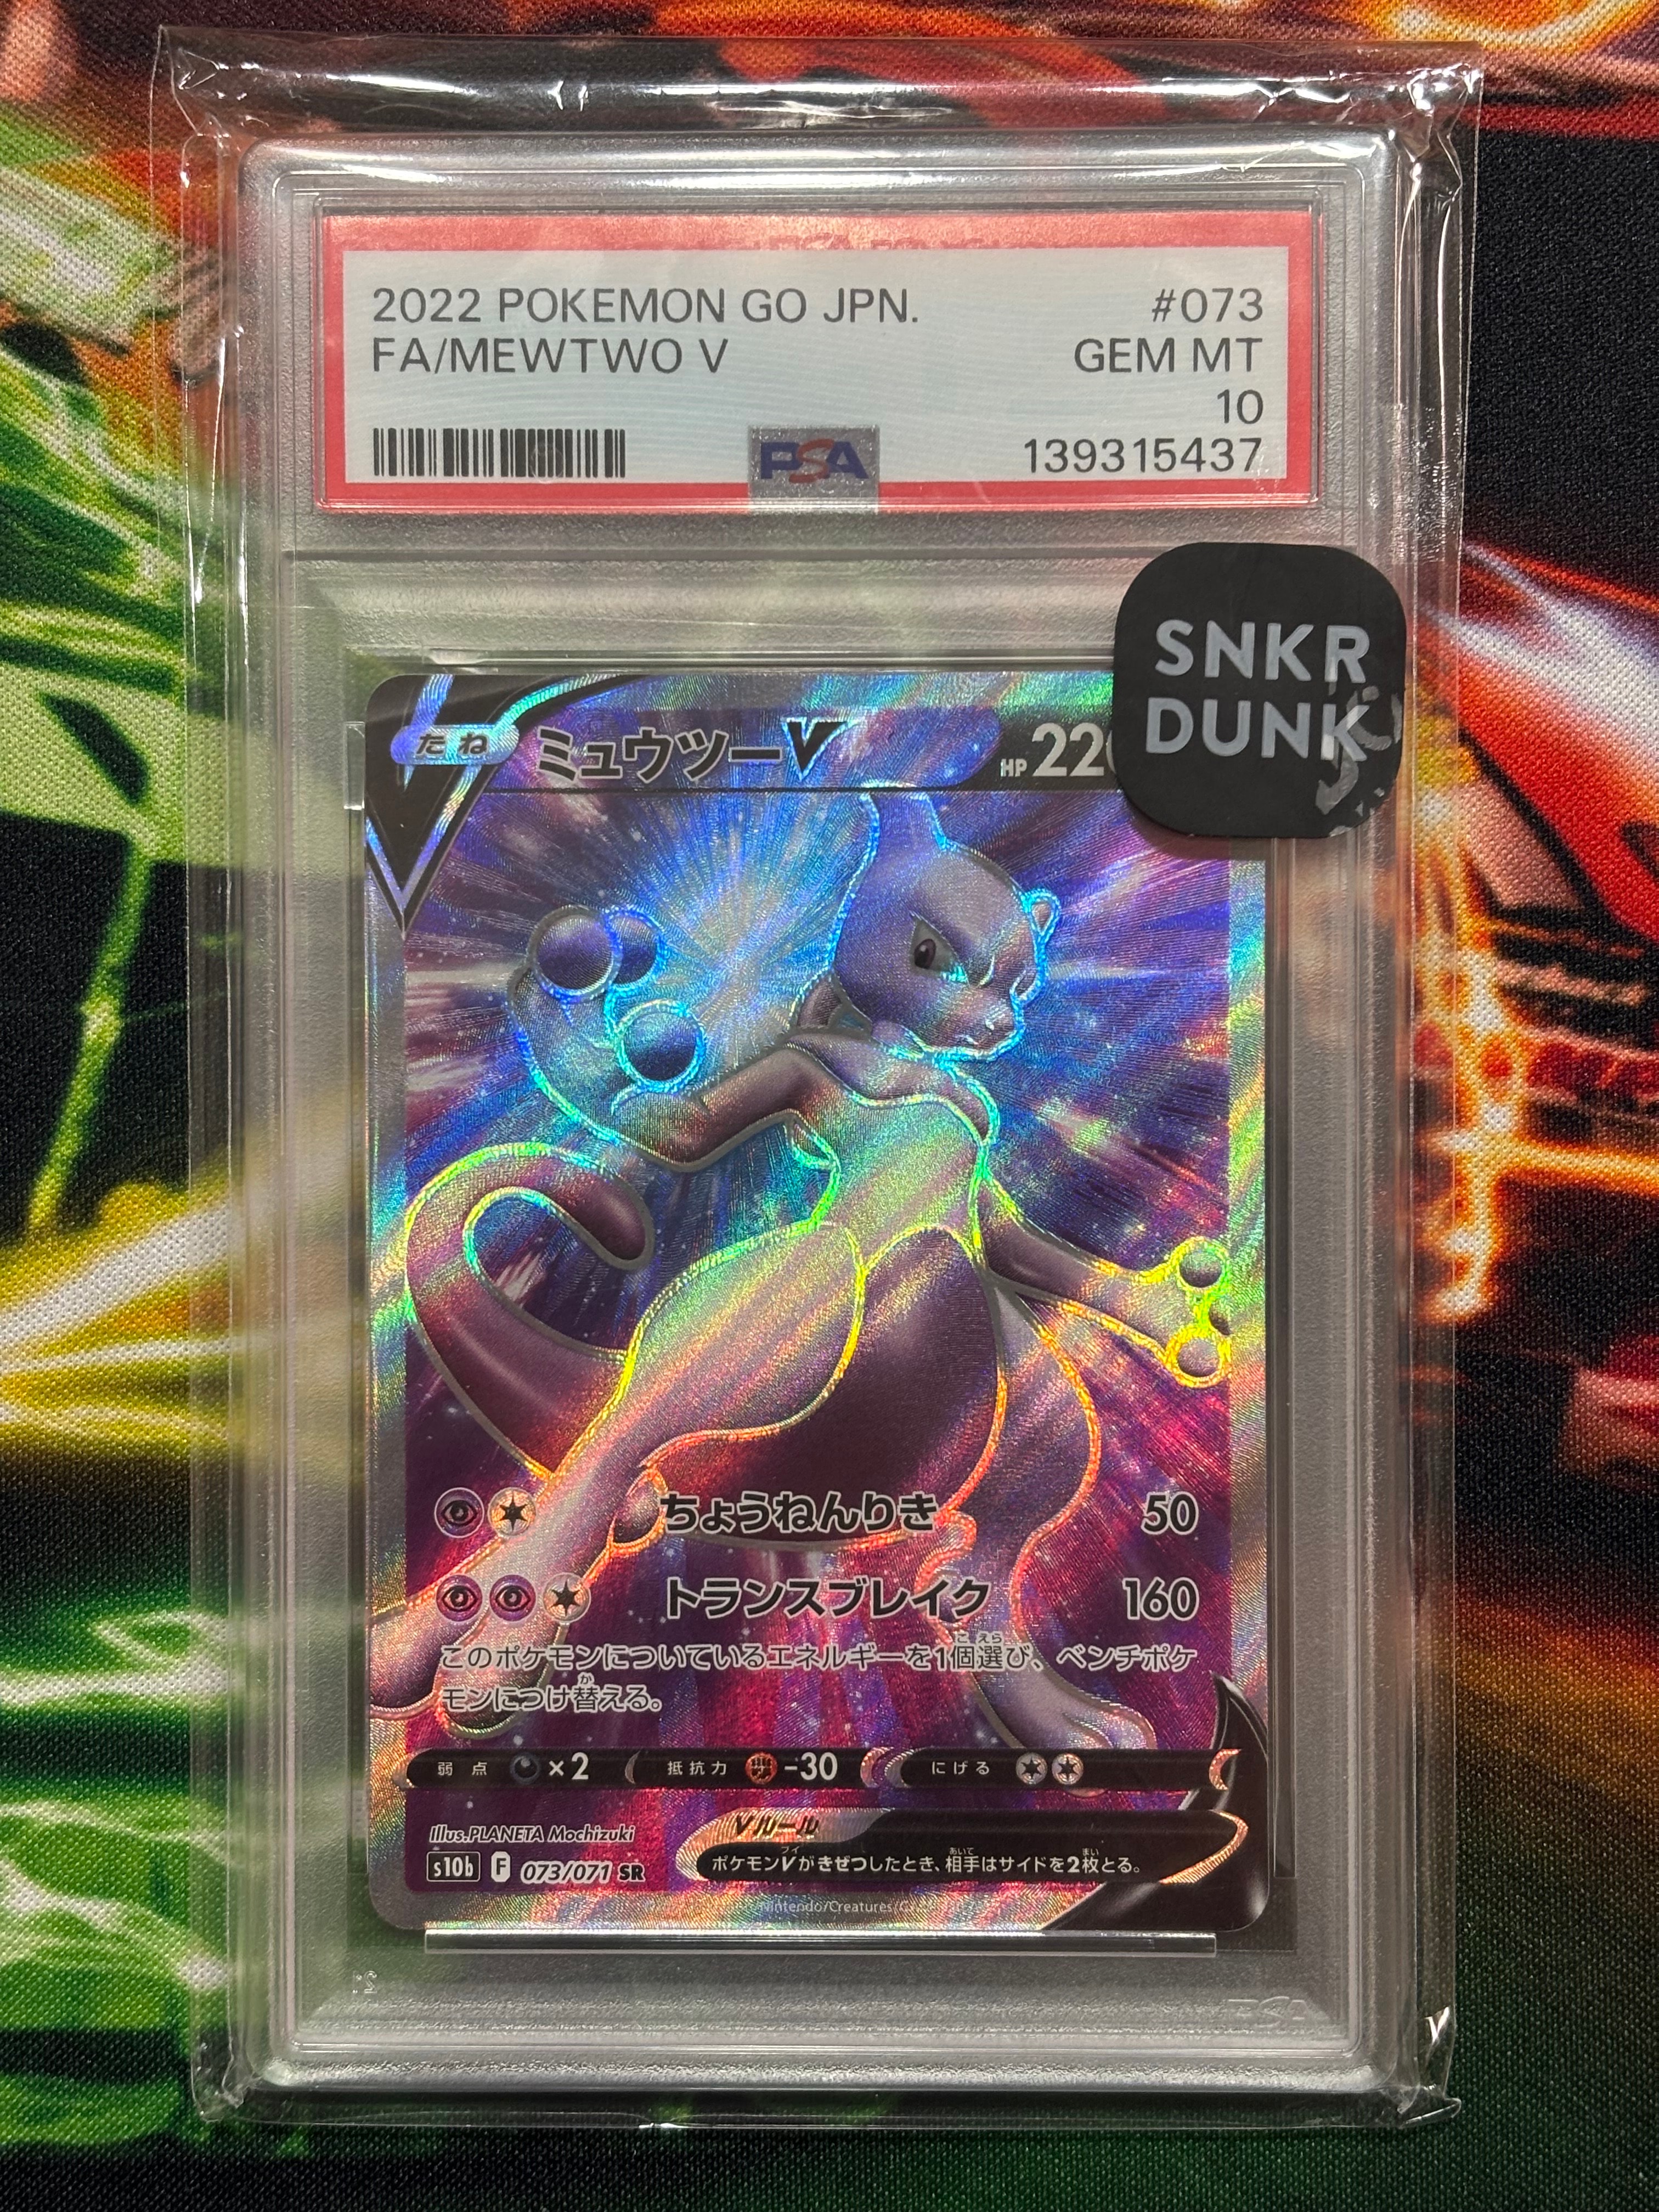 2022 POKEMON GO JPN. #073
FA/MEWTWO V GEM MT
10
PSA 139315437
SNKR
DUNK
たね ミュウツーV HP 22
ちょうねんりき 50
トランスブレイク 160
このポケモンについているエネルギーを1個選び、ベンチポケ
モンにつけ替える。
弱点 ×2 抵抗力 -30 にげる
Illus.PLANETA Mochizuki
Vルール
s10b F 073/071 SR
ポケモンVがきぜつしたとき、相手はサイドを2枚とる。
Nintendo/Creatures/